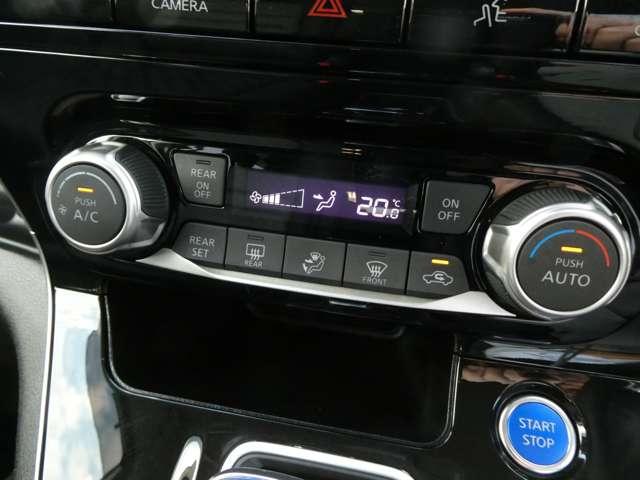 CAMERA
REAR
ON
OFF
PUSH
A/C
20.0
°C
ON
OFF
PUSH
AUTO
REAR
SET
REAR
FRONT
START
STOP